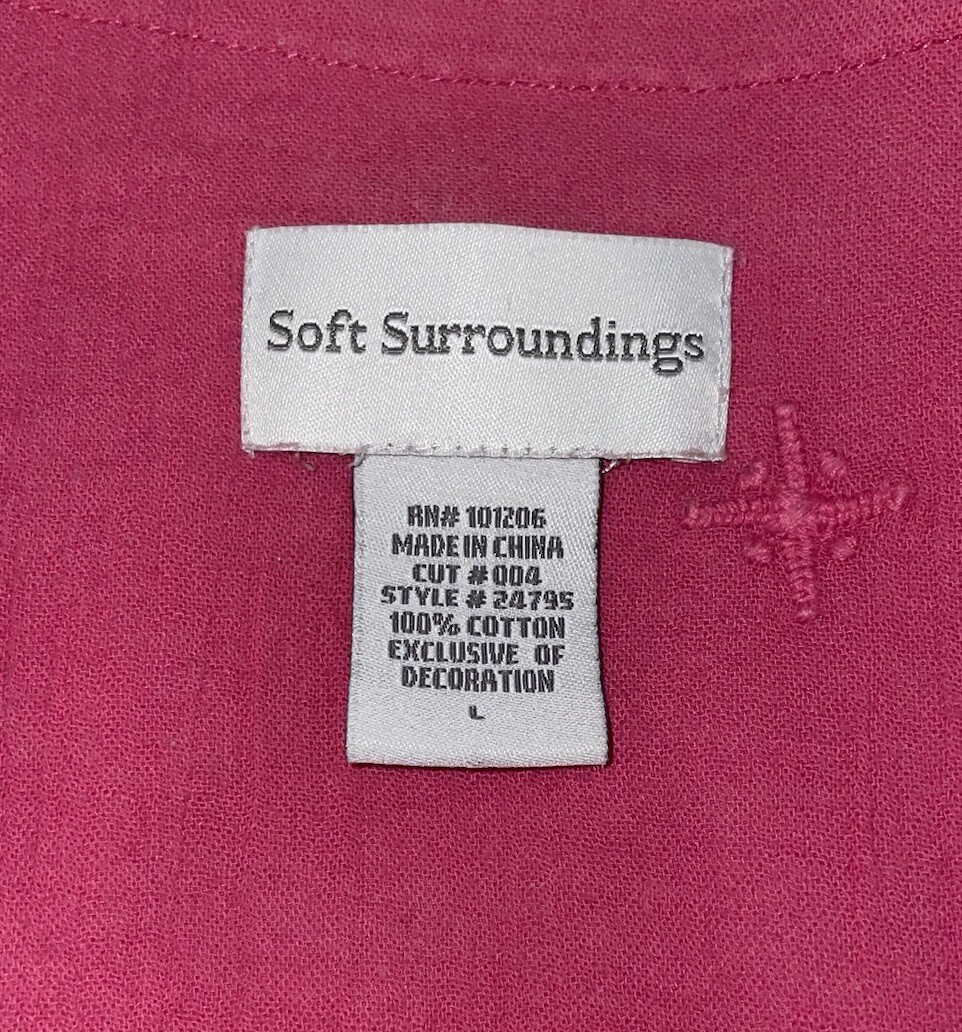 Soft Surroundings
RN# 101206
MADE IN CHINA
CUT # 004
STYLE # 24795
100% COTTON
EXCLUSIVE OF
DECORATION
L